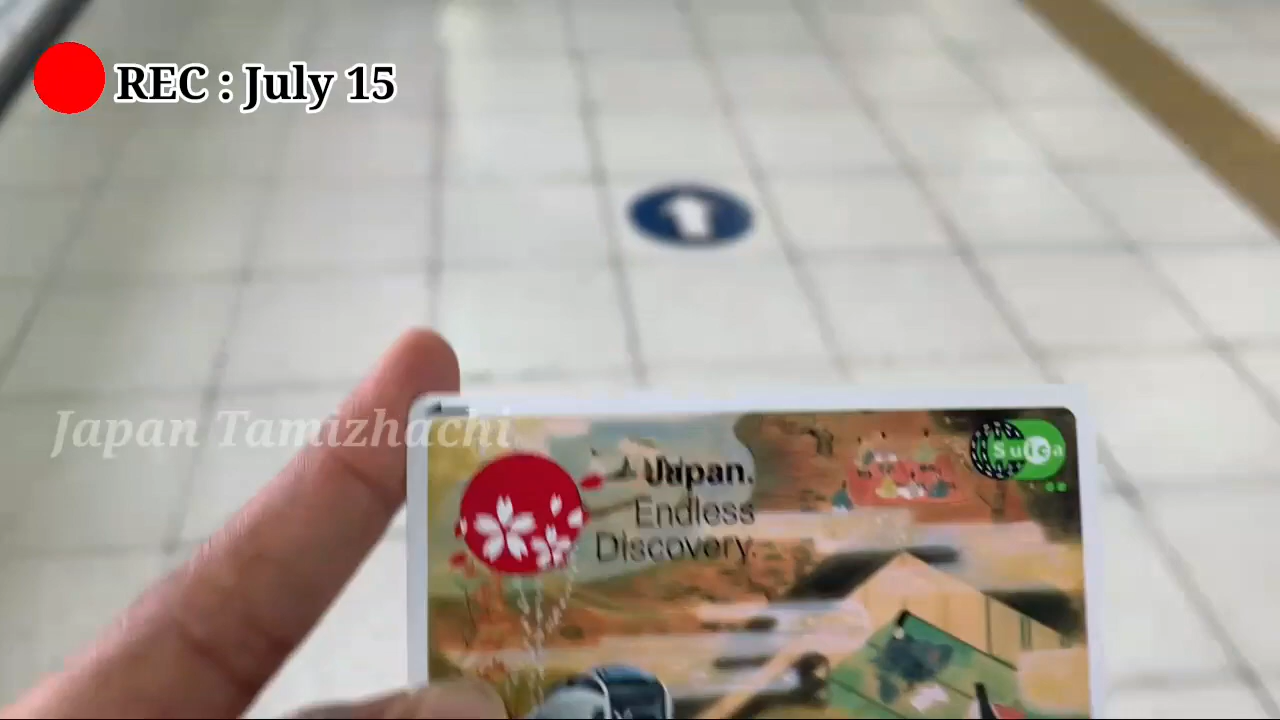 REC : July 15
Japan Tamizhachi
Japan.
Endless
Discovery.
Suica